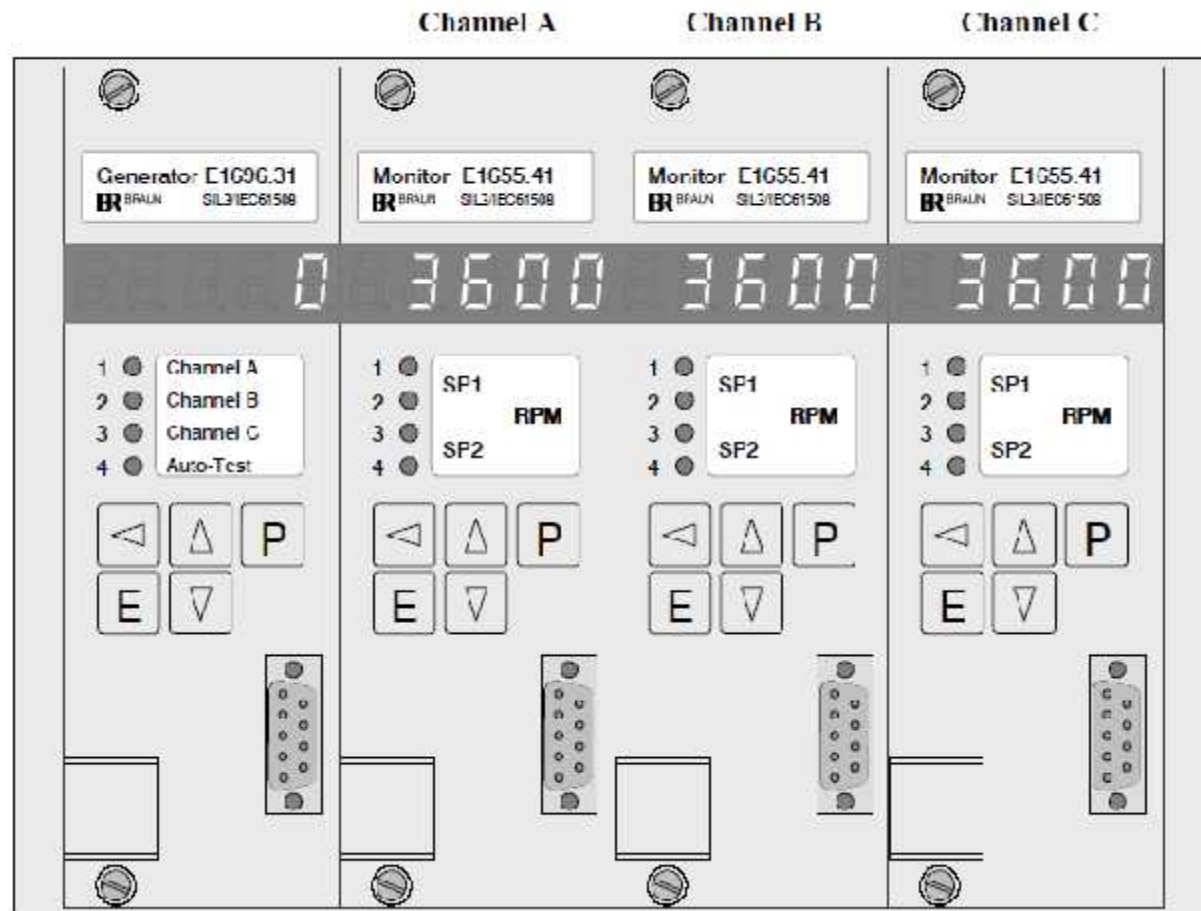 Channel A
Channel B
Channel C
Generator E1696.31
BRAUN SIL3/IEC61508
Monitor E1655.41
BRAUN SIL3/IEC61508
Monitor E1655.41
BRAUN SIL3/IEC61508
Monitor E1655.41
BRAUN SIL3/IEC61508
0
3600
3600
3600
1 Channel A
2 Channel B
3 Channel C
4 Auto-Test
1
2
3
4
SP1
RPM
SP2
1
2
3
4
SP1
RPM
SP2
1
2
3
4
SP1
RPM
SP2
P
E
P
E
P
E
P
E